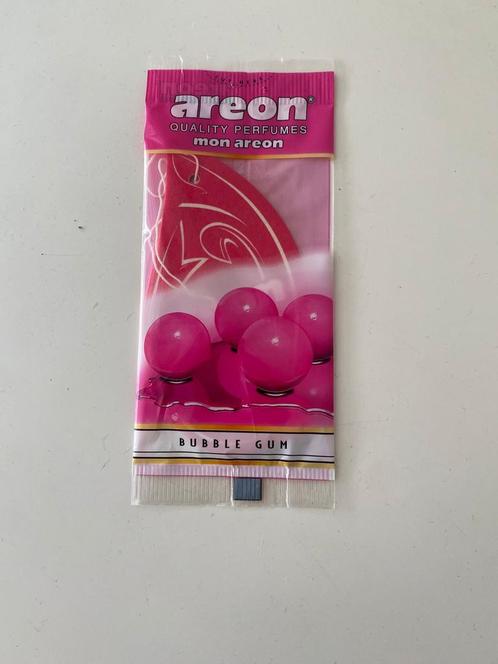 areon®
QUALITY PERFUMES
mon areon
BUBBLE GUM